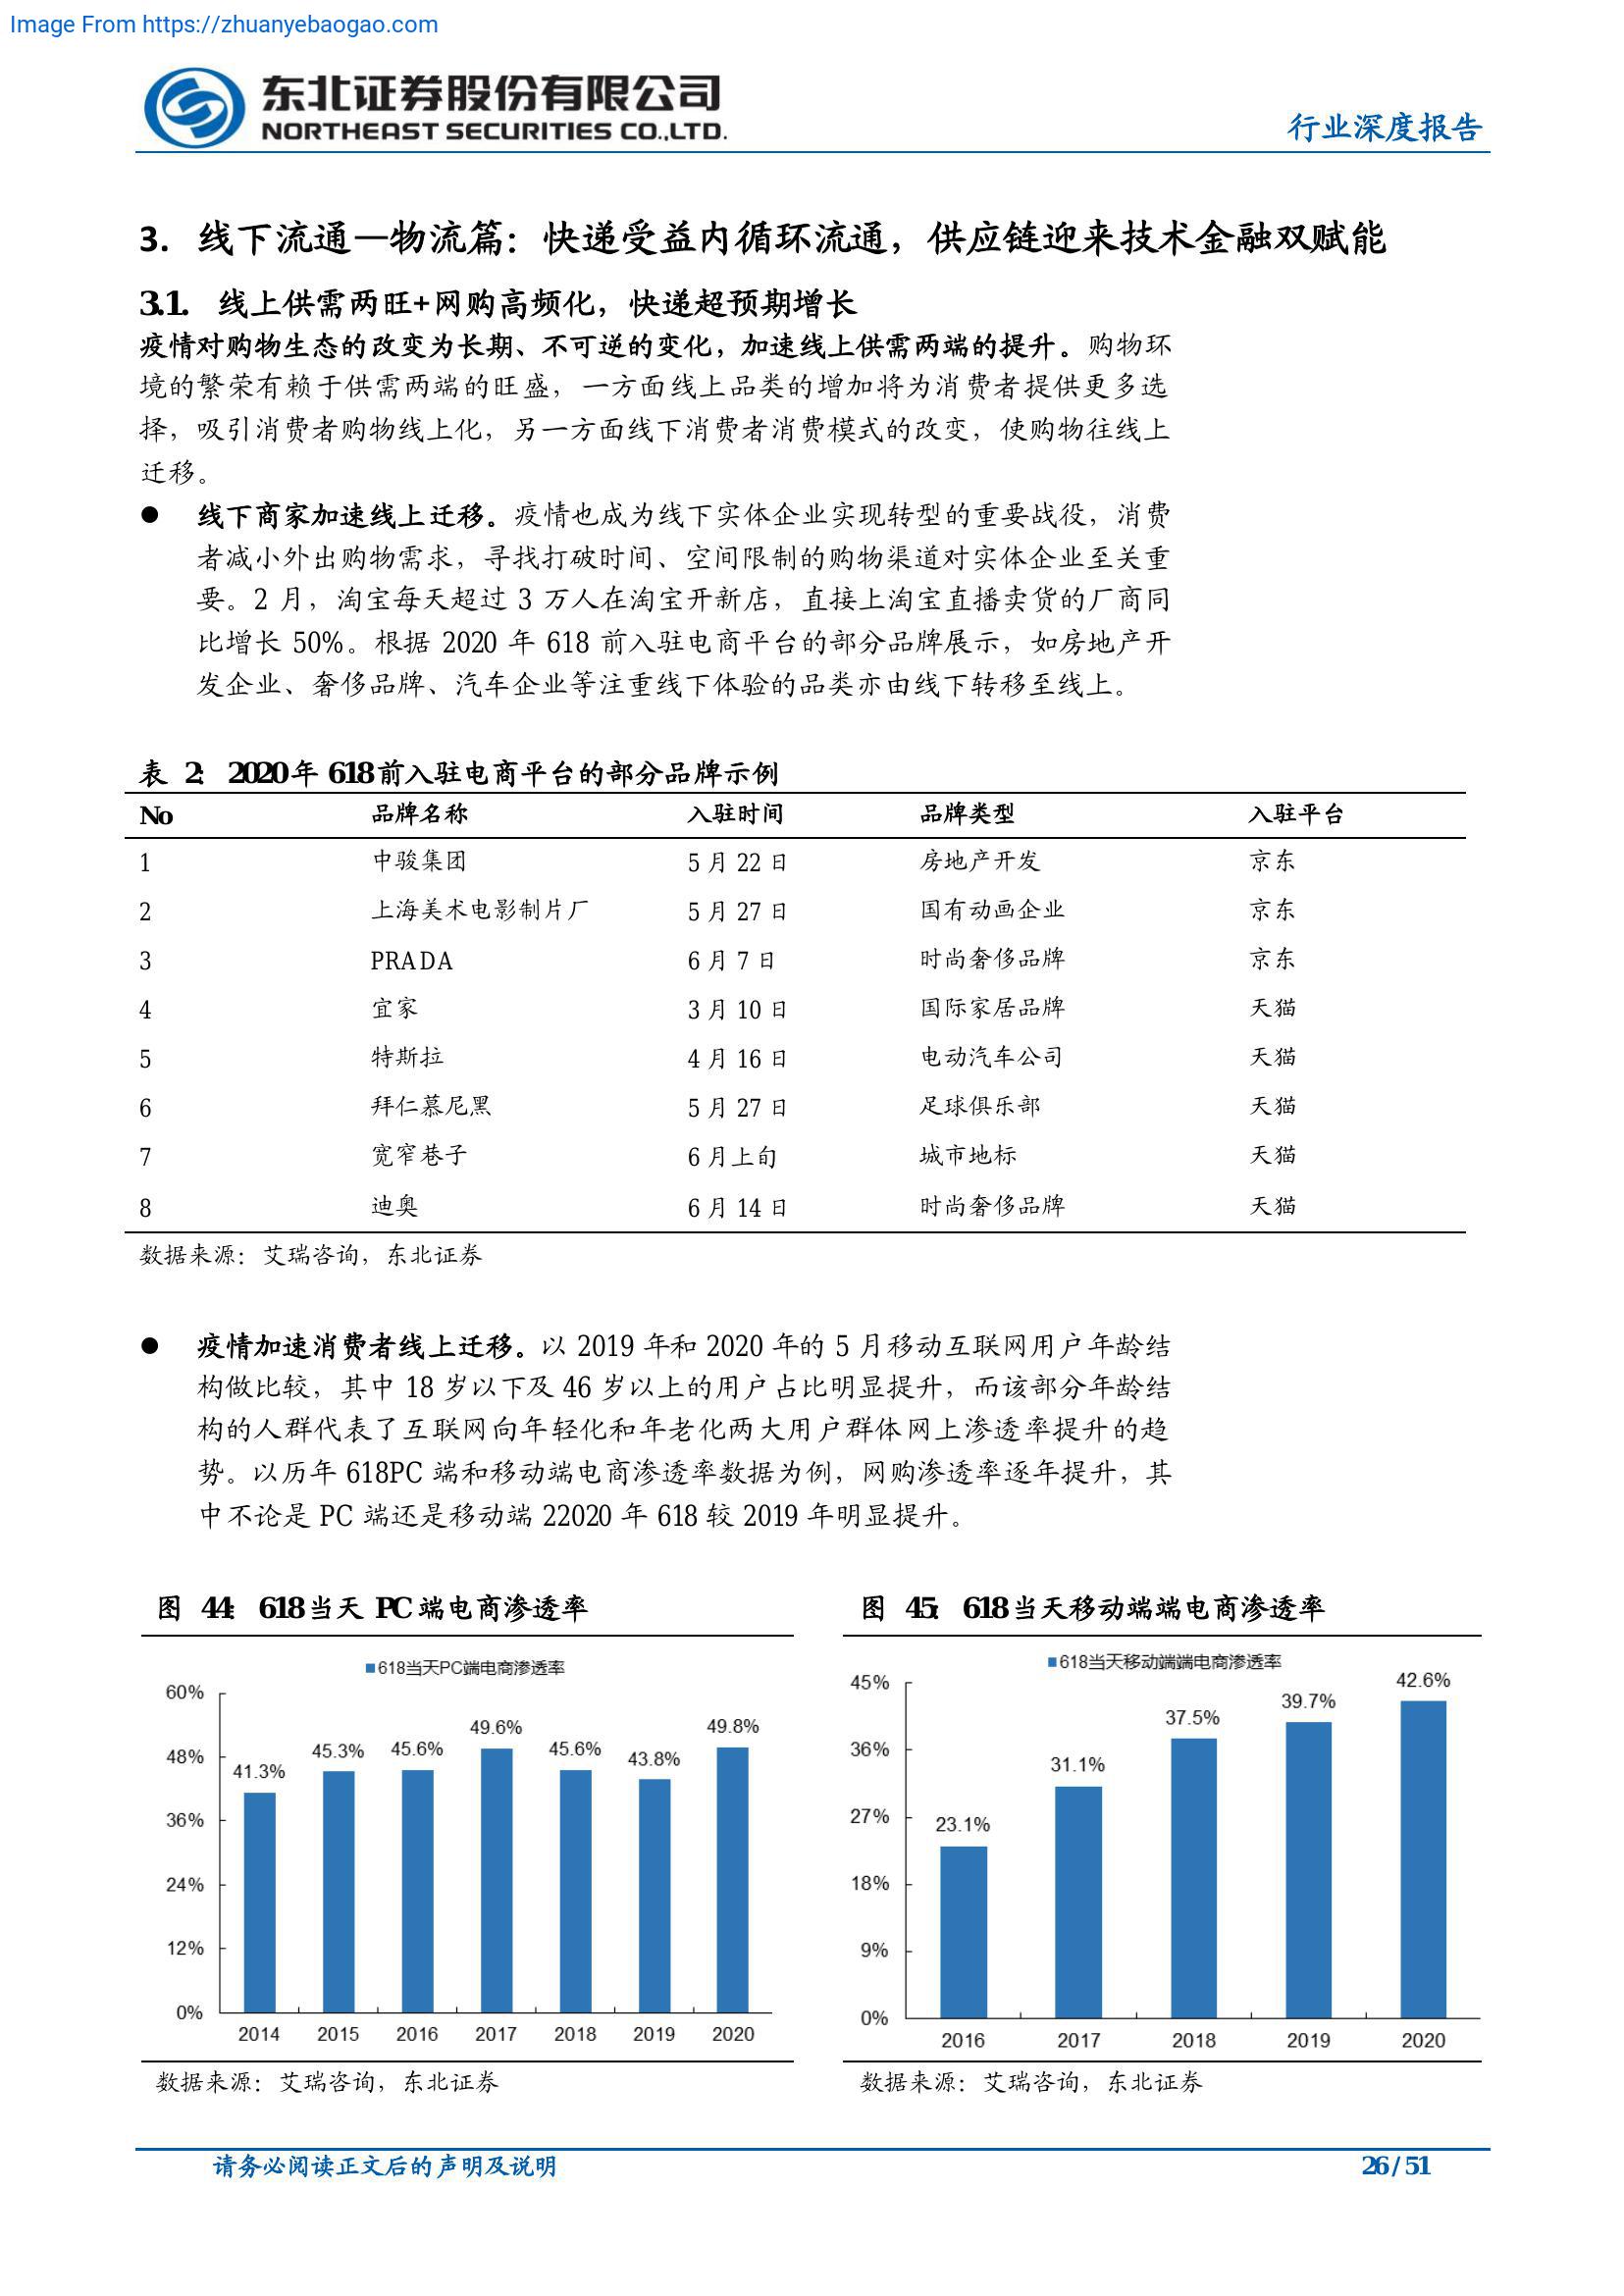 Image From https://zhuanyebaogao.com
东北证券股份有限公司
NORTHEAST SECURITIES CO.,LTD.
行业深度报告
3. 线下流通—物流篇：快递受益内循环流通，供应链迎来技术金融双赋能
3.1. 线上供需两旺+网购高频化，快递超预期增长
疫情对购物生态的改变为长期、不可逆的变化，加速线上供需两端的提升。购物环
境的繁荣有赖于供需两端的旺盛，一方面线上品类的增加将为消费者提供更多选
择，吸引消费者购物线上化，另一方面线下消费者消费模式的改变，使购物往线上
迁移。
● 线下商家加速线上迁移。疫情也成为线下实体企业实现转型的重要战役，消费
者减小外出购物需求，寻找打破时间、空间限制的购物渠道对实体企业至关重
要。2 月，淘宝每天超过 3 万人在淘宝开新店，直接上淘宝直播卖货的厂商同
比增长 50%。根据 2020 年 618 前入驻电商平台的部分品牌展示，如房地产开
发企业、奢侈品牌、汽车企业等注重线下体验的品类亦由线下转移至线上。
表 2： 2020 年 618 前入驻电商平台的部分品牌示例
No 品牌名称 入驻时间 品牌类型 入驻平台
1 中骏集团 5 月 22 日 房地产开发 京东
2 上海美术电影制片厂 5 月 27 日 国有动画企业 京东
3 PRADA 6 月 7 日 时尚奢侈品牌 京东
4 宜家 3 月 10 日 国际家居品牌 天猫
5 特斯拉 4 月 16 日 电动汽车公司 天猫
6 拜仁慕尼黑 5 月 27 日 足球俱乐部 天猫
7 宽窄巷子 6 月上旬 城市地标 天猫
8 迪奥 6 月 14 日 时尚奢侈品牌 天猫
数据来源：艾瑞咨询，东北证券
● 疫情加速消费者线上迁移。以 2019 年和 2020 年的 5 月移动互联网用户年龄结
构做比较，其中 18 岁以下及 46 岁以上的用户占比明显提升，而该部分年龄结
构的人群代表了互联网向年轻化和年老化两大用户群体网上渗透率提升的趋
势。以历年 618PC 端和移动端电商渗透率数据为例，网购渗透率逐年提升，其
中不论是 PC 端还是移动端 22020 年 618 较 2019 年明显提升。
图 44： 618 当天 PC 端电商渗透率
618当天PC端电商渗透率
60%
48%
36%
24%
12%
0%
41.3% 45.3% 45.6% 49.6% 45.6% 43.8% 49.8%
2014 2015 2016 2017 2018 2019 2020
数据来源：艾瑞咨询，东北证券
图 45： 618 当天移动端端电商渗透率
618当天移动端端电商渗透率
45%
36%
27%
18%
9%
0%
23.1% 31.1% 37.5% 39.7% 42.6%
2016 2017 2018 2019 2020
数据来源：艾瑞咨询，东北证券
请务必阅读正文后的声明及说明
26 / 51